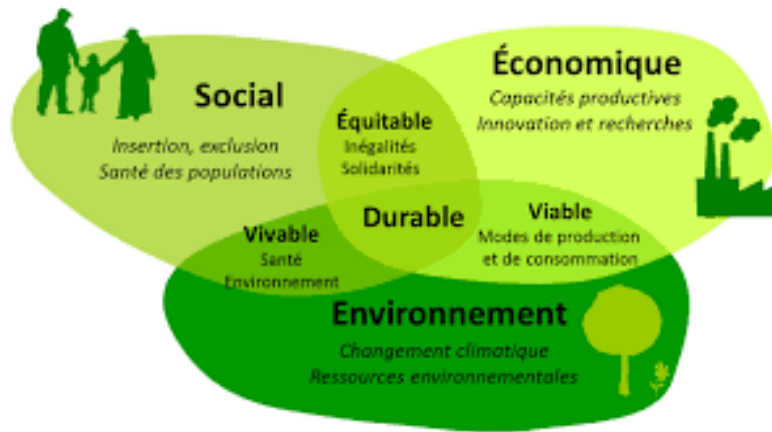 Social
Insertion, exclusion
Santé des populations
Économique
Capacités productives
Innovation et recherches
Équitable
Inégalités
Solidarités
Durable
Vivable
Santé
Environnement
Viable
Modes de production
et de consommation
Environnement
Changement climatique
Ressources environnementales